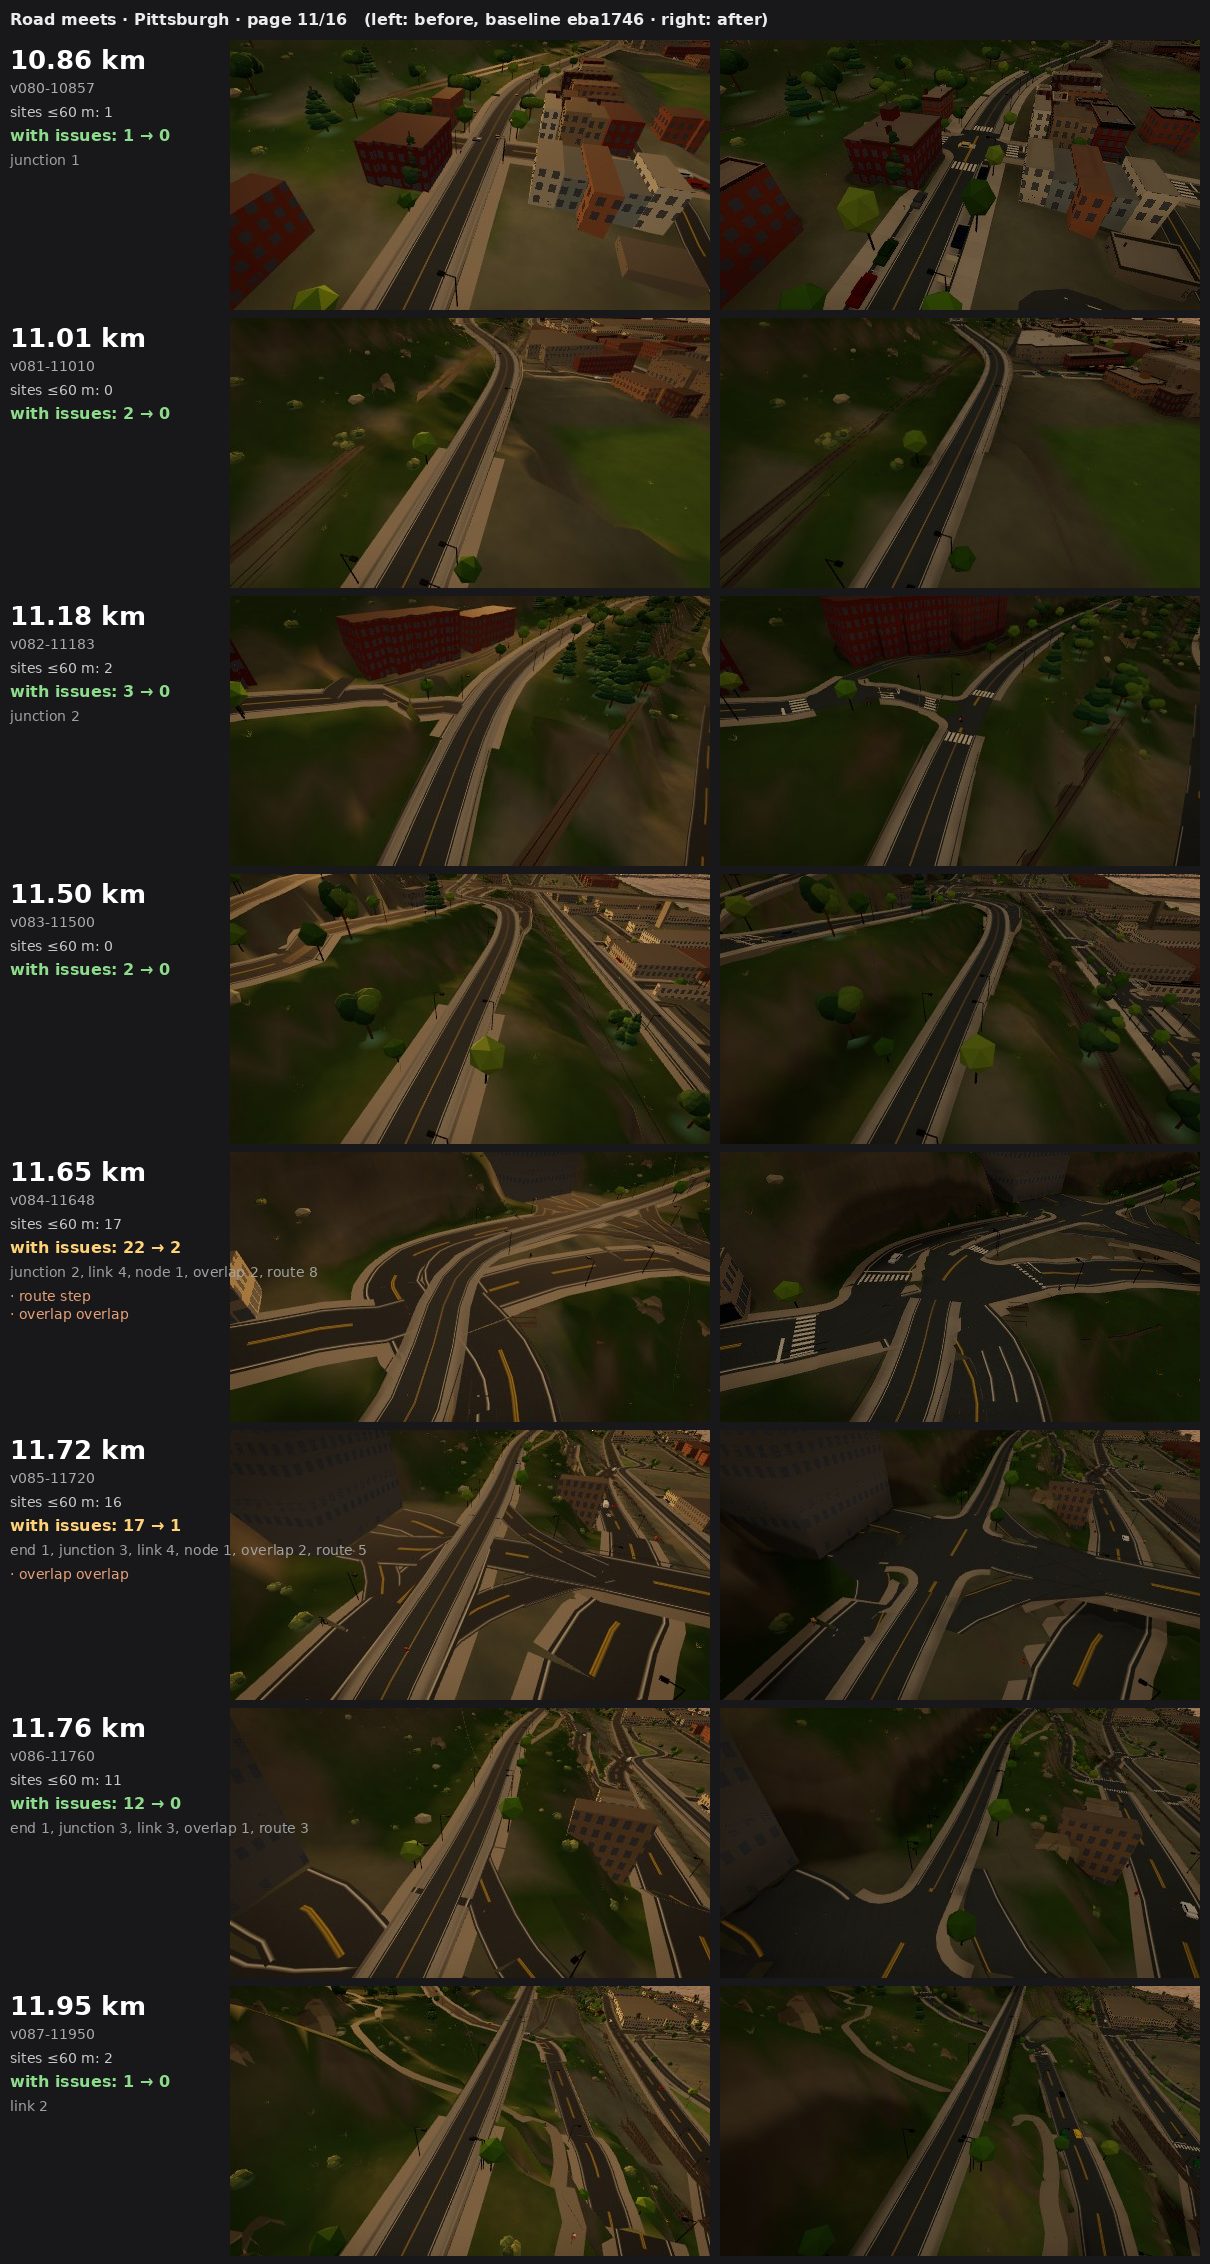 Road meets · Pittsburgh · page 11/16 (left: before, baseline eba1746 · right: after)
10.86 km
v080-10857
sites ≤60 m: 1
with issues: 1 → 0
junction 1
11.01 km
v081-11010
sites ≤60 m: 0
with issues: 2 → 0
11.18 km
v082-11183
sites ≤60 m: 2
with issues: 3 → 0
junction 2
11.50 km
v083-11500
sites ≤60 m: 0
with issues: 2 → 0
11.65 km
v084-11648
sites ≤60 m: 17
with issues: 22 → 2
junction 2, link 4, node 1, overlap 2, route 8
· route step
· overlap overlap
11.72 km
v085-11720
sites ≤60 m: 16
with issues: 17 → 1
end 1, junction 3, link 4, node 1, overlap 2, route 5
· overlap overlap
11.76 km
v086-11760
sites ≤60 m: 11
with issues: 12 → 0
end 1, junction 3, link 3, overlap 1, route 3
11.95 km
v087-11950
sites ≤60 m: 2
with issues: 1 → 0
link 2